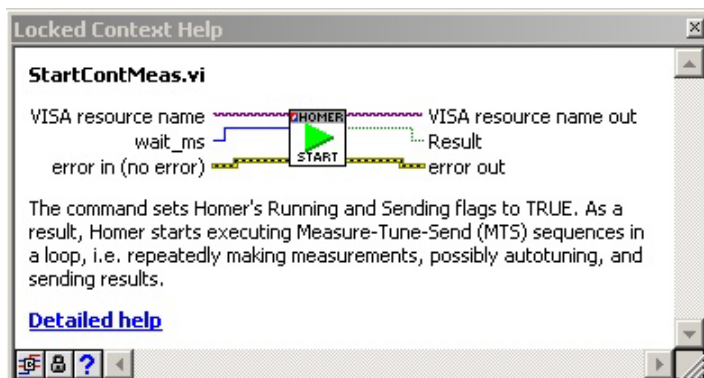 Locked Context Help
StartContMeas.vi
VISA resource name
HOMER
VISA resource name out
wait_ms
Result
error in (no error)
START
error out
The command sets Homer's Running and Sending flags to TRUE. As a
result, Homer starts executing Measure-Tune-Send (MTS) sequences in
a loop, i.e. repeatedly making measurements, possibly autotuning, and
sending results.
Detailed help
?